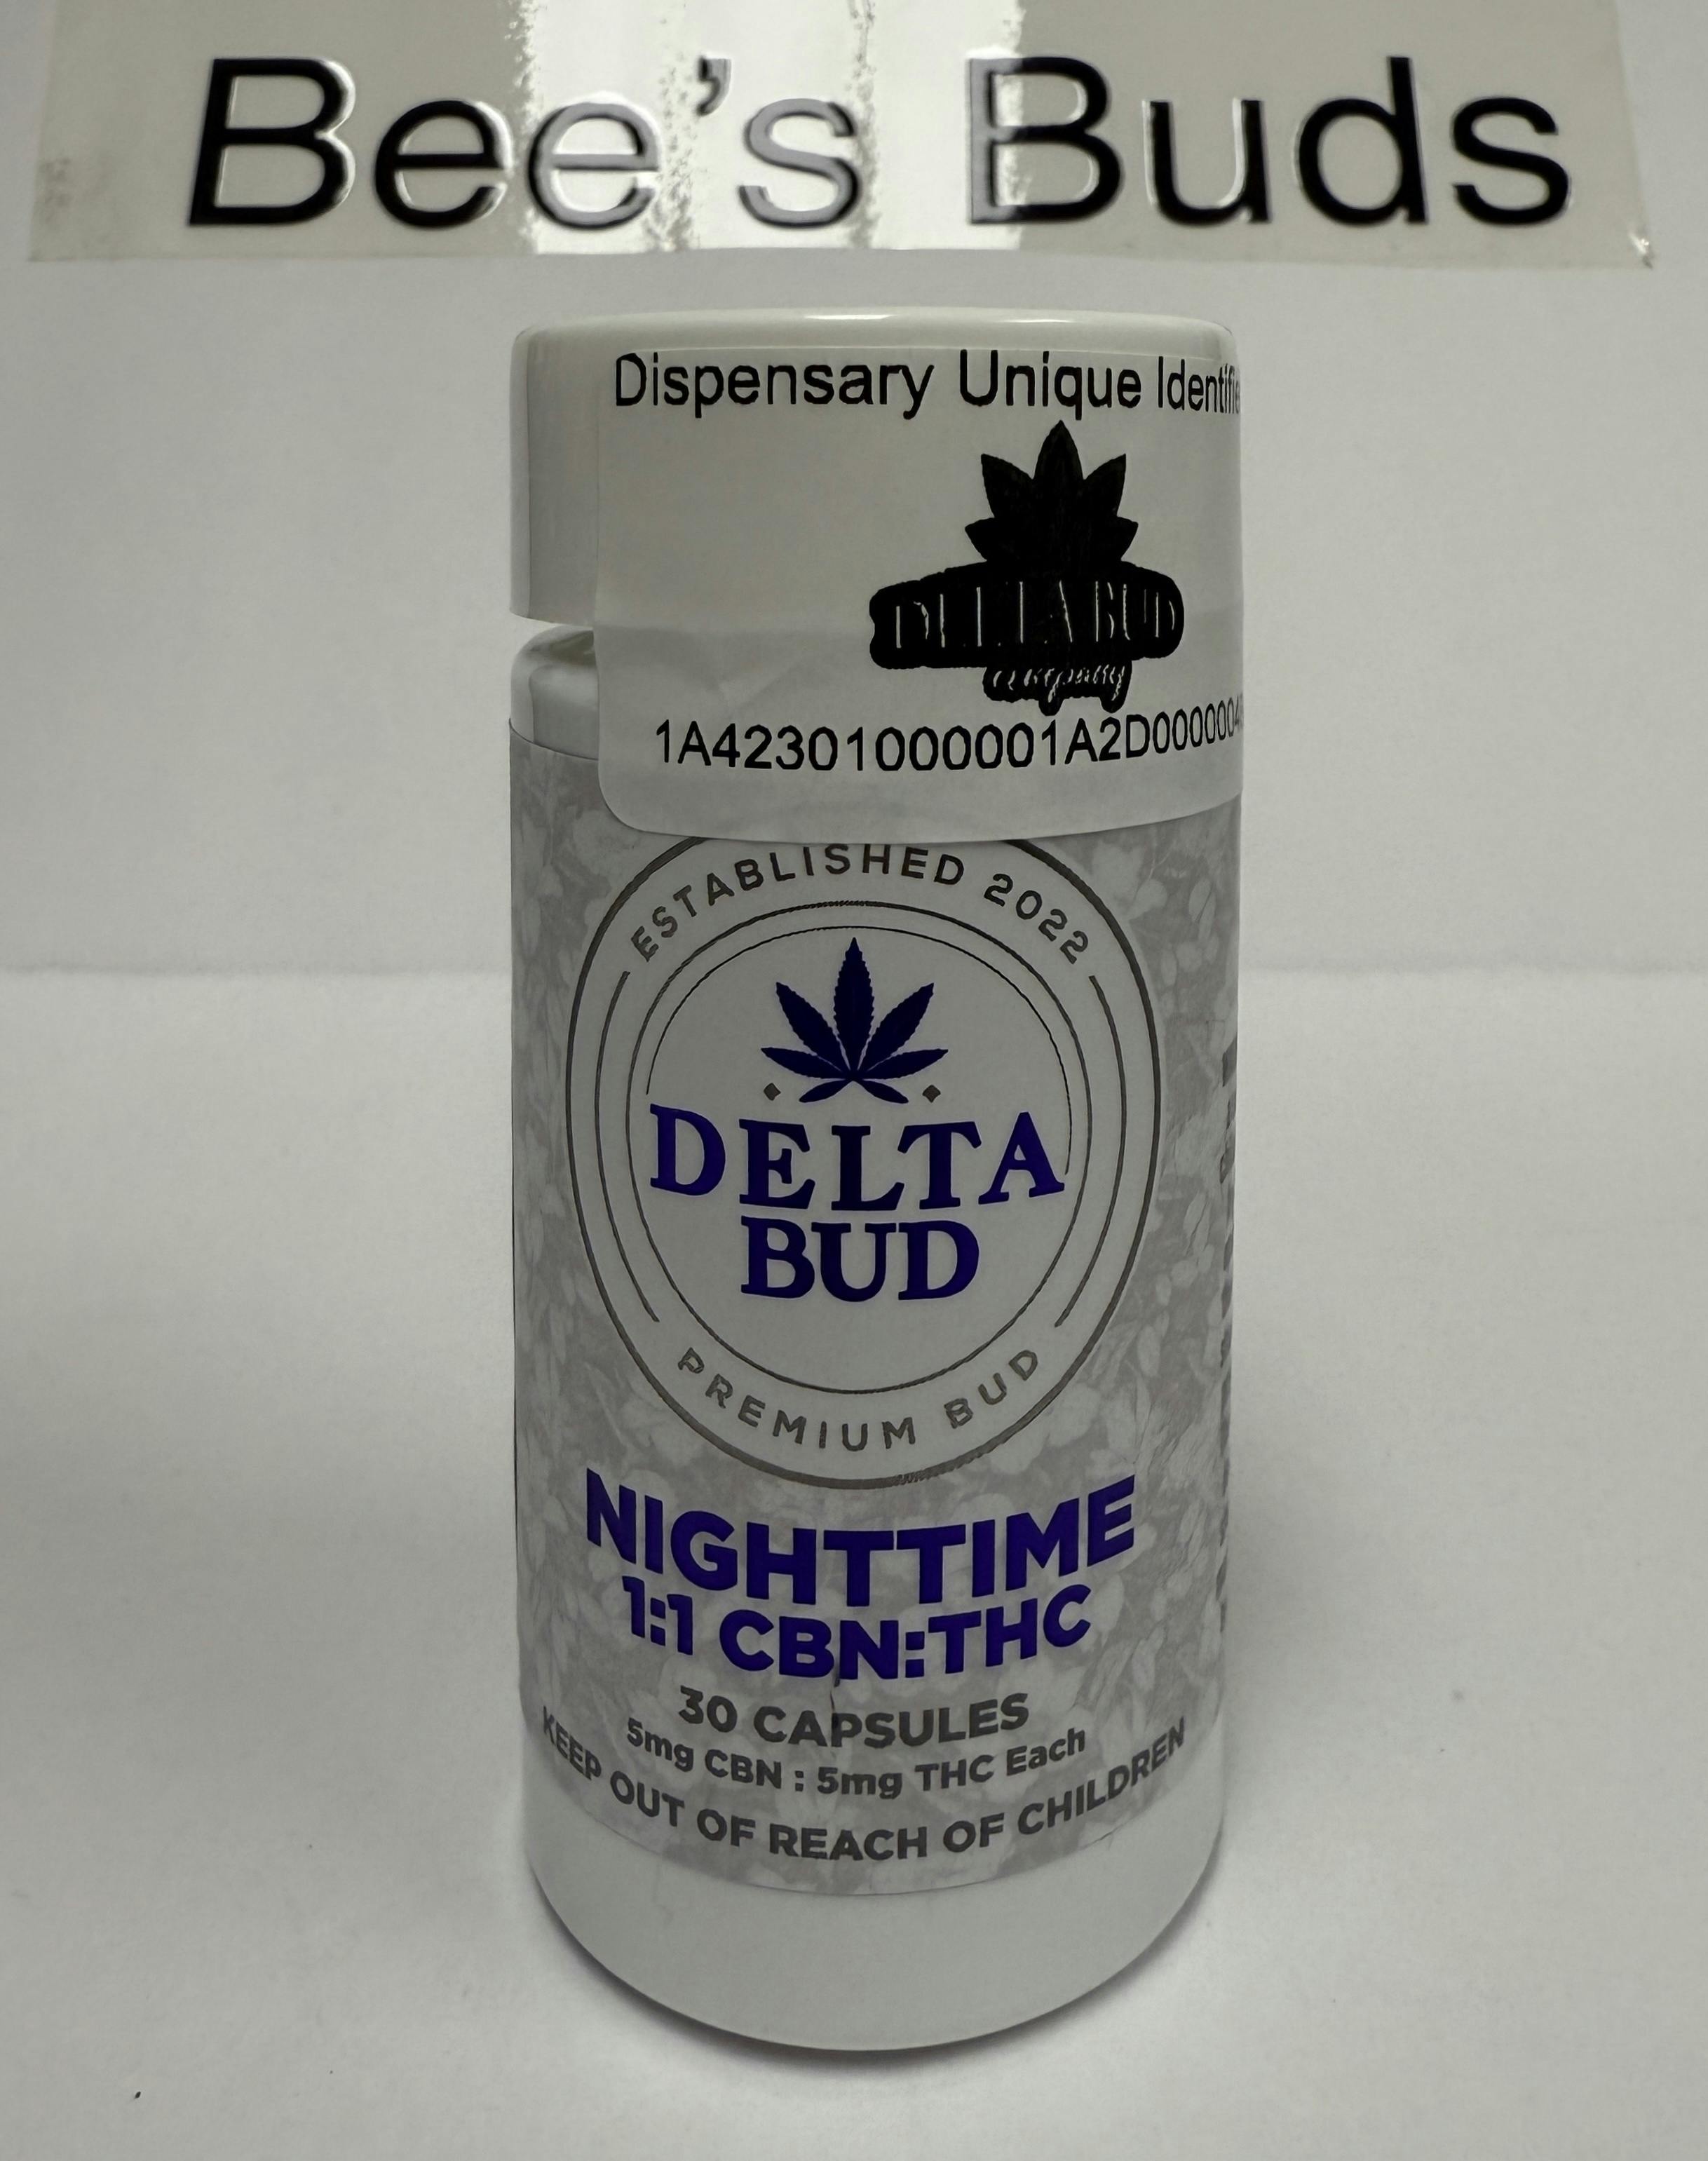 Bee's Buds
Dispensary Unique
DELTA BUD
Company
1A42301000001A2D000000
ESTABLISHED 2022
DELTA
BUD
PREMIUM BUD
NIGHTTIME
1:1 CBN:THC
30 CAPSULES
5mg CBN : 5mg THC Each
KEEP OUT OF REACH OF CHILDREN